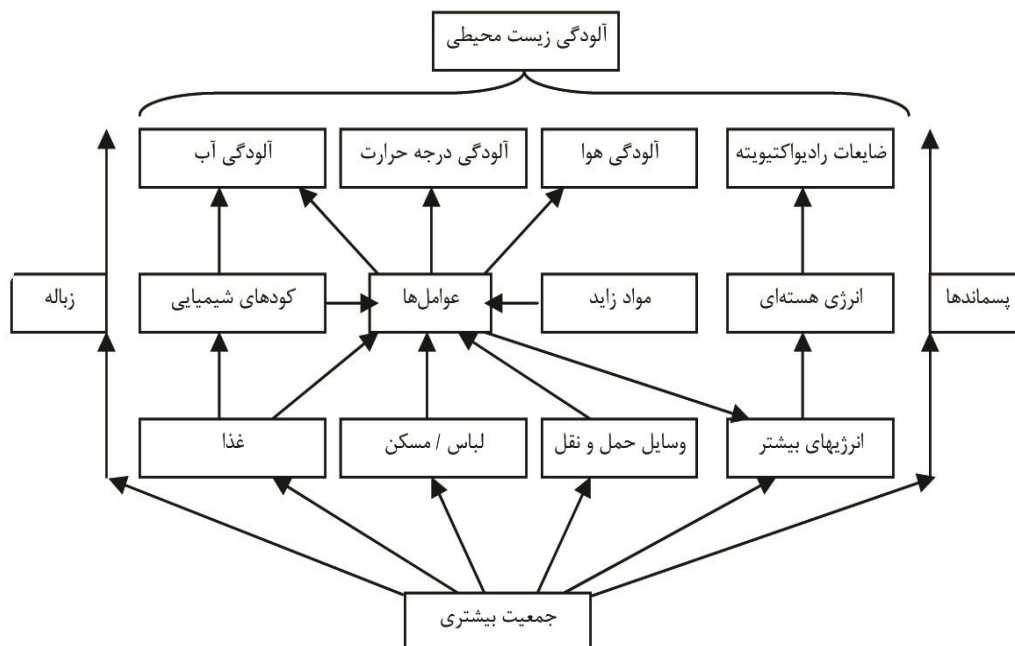 آلودگی زیست محیطی
ضایعات رادیواکتیویته
آلودگی هوا
آلودگی درجه حرارت
آلودگی آب
پسماندها
انرژی هسته‌ای
مواد زاید
عوامل‌ها
کودهای شیمیایی
زباله
انرژیهای بیشتر
وسایل حمل و نقل
لباس / مسکن
غذا
جمعیت بیشتری